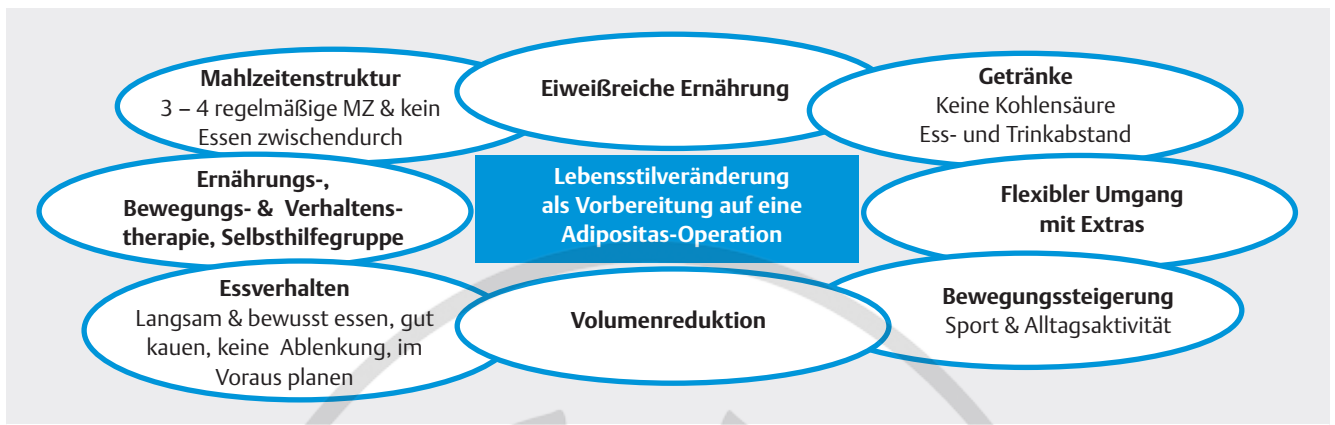 Mahlzeitenstruktur
3 – 4 regelmäßige MZ & kein
Essen zwischendurch
Eiweißreiche Ernährung
Getränke
Keine Kohlensäure
Ess- und Trinkabstand
Ernährungs-,
Bewegungs- & Verhaltens-
therapie, Selbsthilfegruppe
Lebensstilveränderung
als Vorbereitung auf eine
Adipositas-Operation
Flexibler Umgang
mit Extras
Essverhalten
Langsam & bewusst essen, gut
kauen, keine Ablenkung, im
Voraus planen
Volumenreduktion
Bewegungssteigerung
Sport & Alltagsaktivität